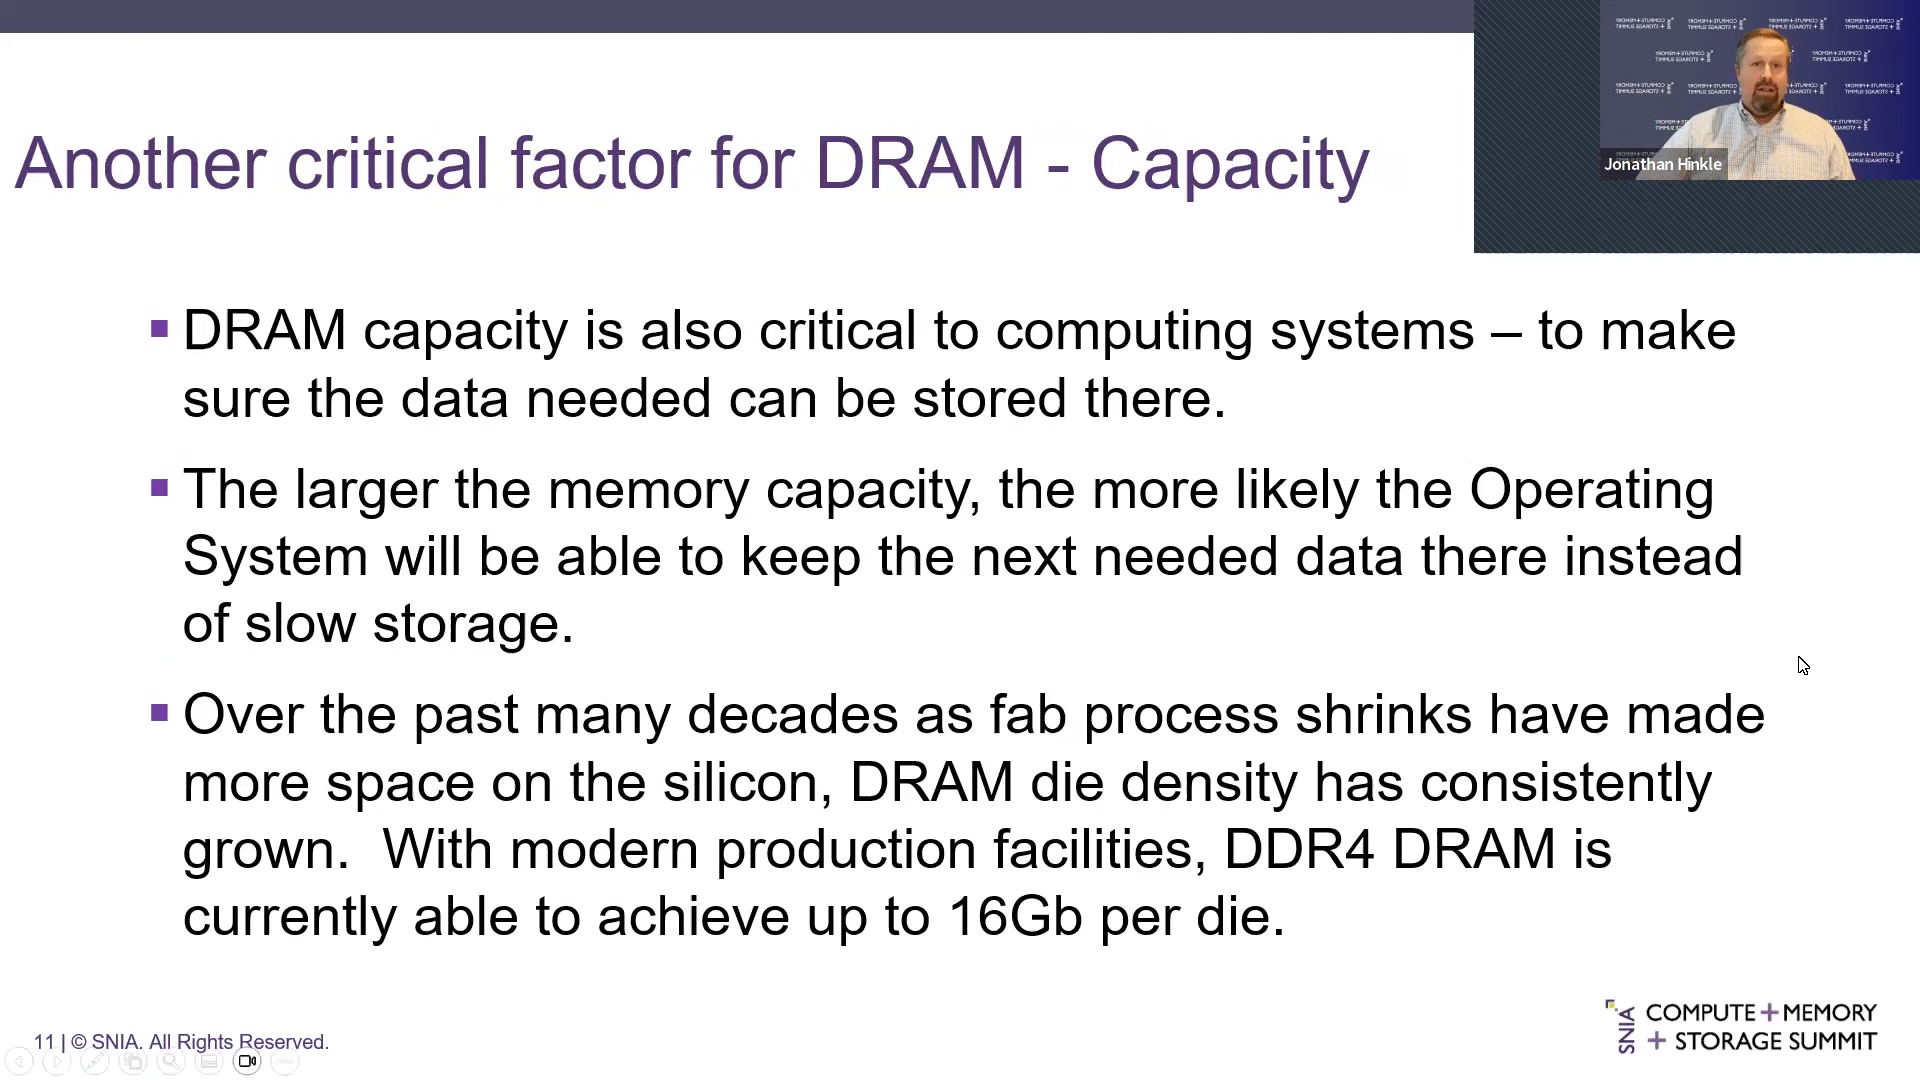 Another critical factor for DRAM - Capacity
Jonathan Hinkle
DRAM capacity is also critical to computing systems – to make
sure the data needed can be stored there.
The larger the memory capacity, the more likely the Operating
System will be able to keep the next needed data there instead
of slow storage.
Over the past many decades as fab process shrinks have made
more space on the silicon, DRAM die density has consistently
grown.  With modern production facilities, DDR4 DRAM is
currently able to achieve up to 16Gb per die.
11 | © SNIA. All Rights Reserved.
SNIA
COMPUTE+MEMORY
+ STORAGE SUMMIT